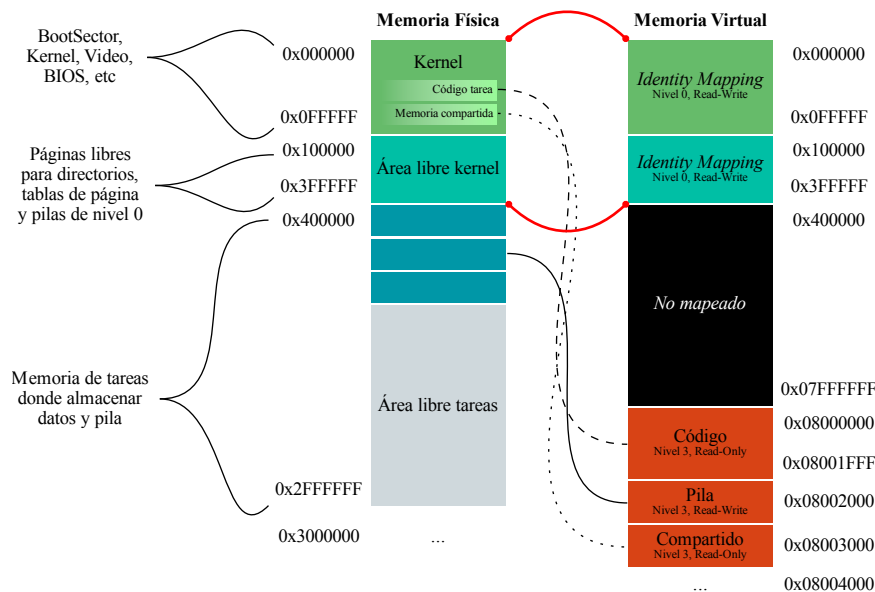 Memoria Física
Memoria Virtual
BootSector,
Kernel, Video,
BIOS, etc
0x000000
0x0FFFFF
Páginas libres
para directorios,
tablas de página
y pilas de nivel 0
0x100000
0x3FFFFF
0x400000
Memoria de tareas
donde almacenar
datos y pila
0x2FFFFFF
0x3000000
Kernel
Código tarea
Memoria compartida
Área libre kernel
Área libre tareas
...
Identity Mapping
Nivel 0, Read-Write
Identity Mapping
Nivel 0, Read-Write
No mapeado
Código
Nivel 3, Read-Only
Pila
Nivel 3, Read-Write
Compartido
Nivel 3, Read-Only
...
0x000000
0x0FFFFF
0x100000
0x3FFFFF
0x400000
0x07FFFFFF
0x08000000
0x08001FFF
0x08002000
0x08003000
0x08004000